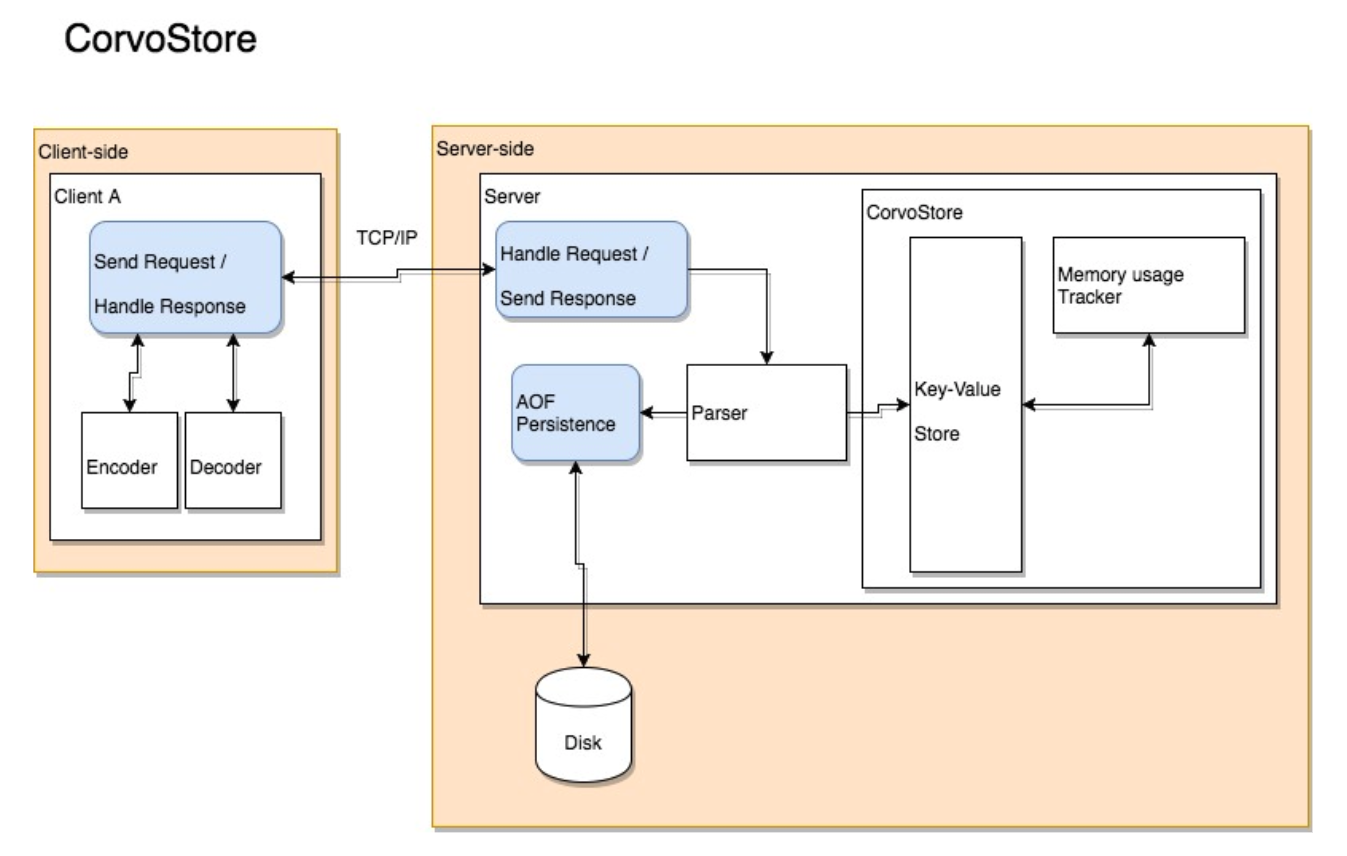 CorvoStore
Client-side
Client A
Send Request /
Handle Response
Encoder
Decoder
TCP/IP
Server-side
Server
Handle Request /
Send Response
AOF
Persistence
Parser
CorvoStore
Key-Value
Store
Memory usage
Tracker
Disk